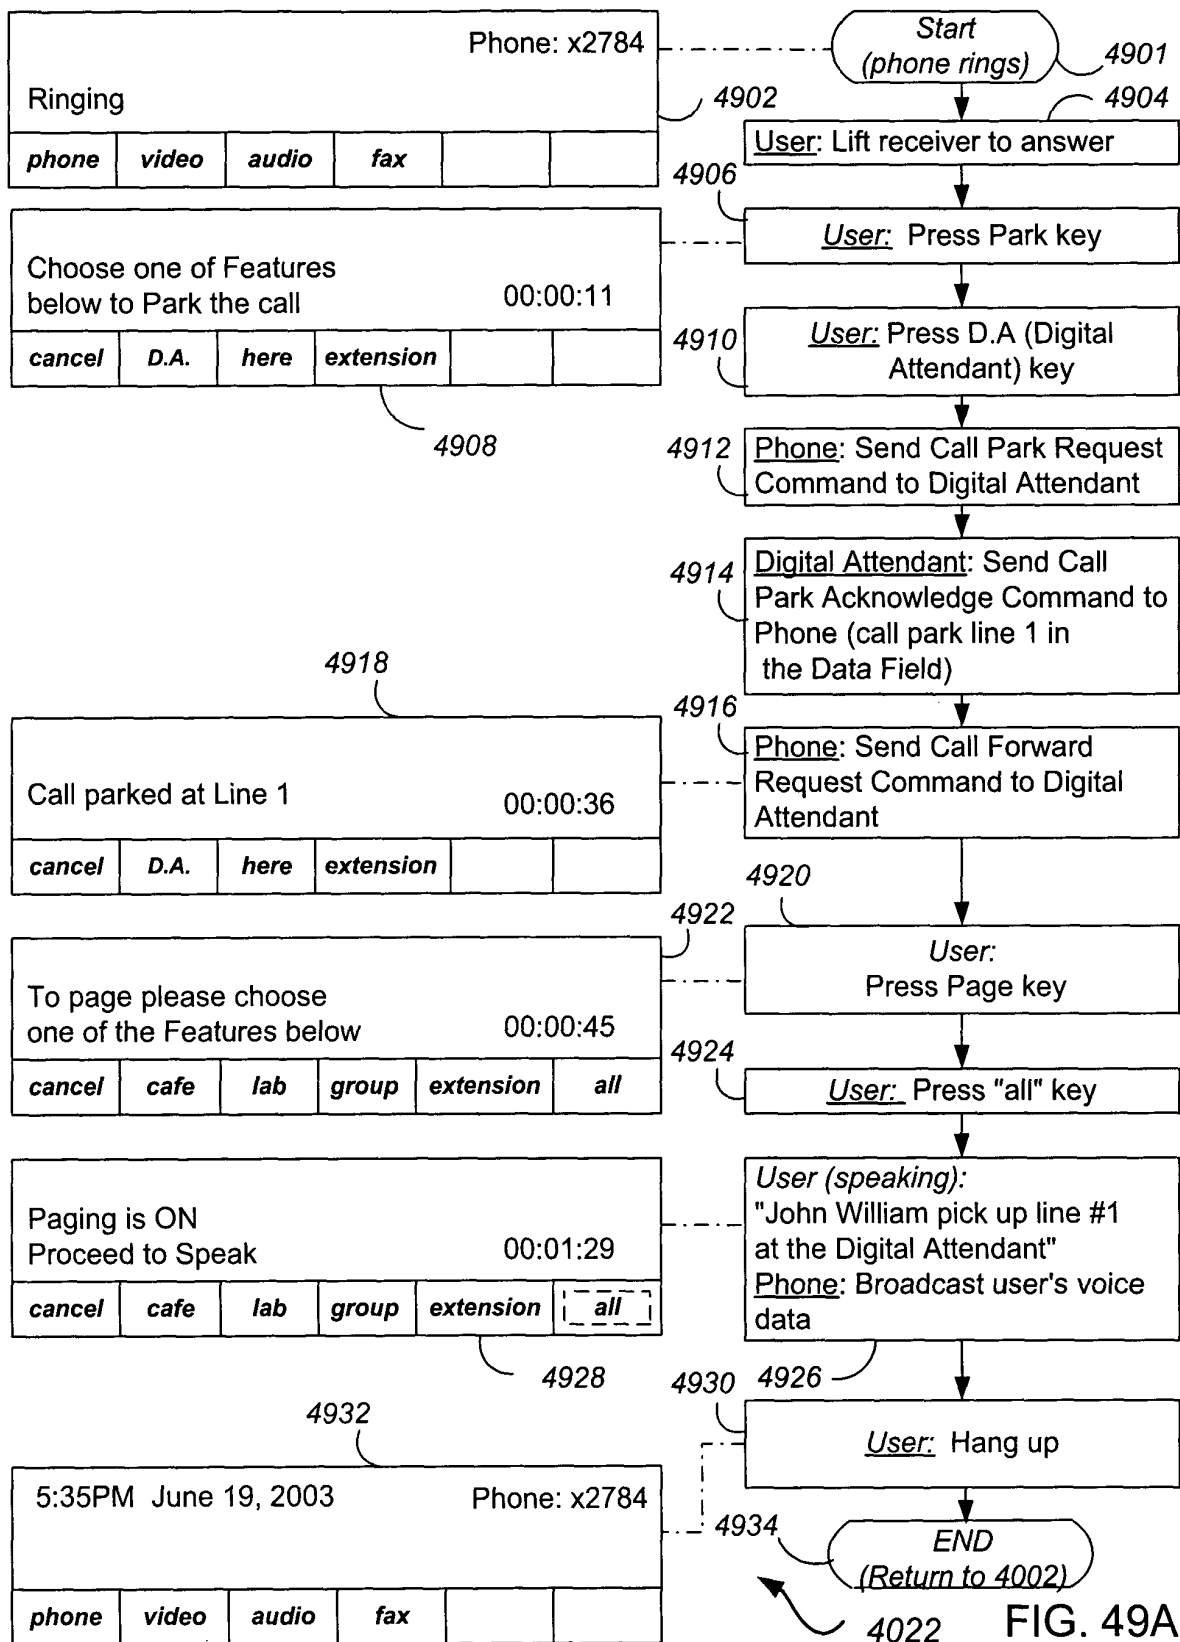 Phone: x2784
Ringing
phone video audio fax
4902
Start
(phone rings)
4901
4904
User: Lift receiver to answer
4906
User: Press Park key
Choose one of Features
below to Park the call 00:00:11
cancel D.A. here extension
4908
4910
User: Press D.A (Digital
Attendant) key
4912
Phone: Send Call Park Request
Command to Digital Attendant
4914
Digital Attendant: Send Call
Park Acknowledge Command to
Phone (call park line 1 in
the Data Field)
4918
4916
Phone: Send Call Forward
Request Command to Digital
Attendant
Call parked at Line 1 00:00:36
cancel D.A. here extension
4920
4922
User:
Press Page key
To page please choose
one of the Features below 00:00:45
cancel cafe lab group extension all
4924
User: Press "all" key
User (speaking):
"John William pick up line #1
at the Digital Attendant"
Phone: Broadcast user's voice
data
Paging is ON
Proceed to Speak 00:01:29
cancel cafe lab group extension all
4928
4926
4930
4932
User: Hang up
5:35PM June 19, 2003 Phone: x2784
phone video audio fax
4934
END
(Return to 4002)
4022
FIG. 49A